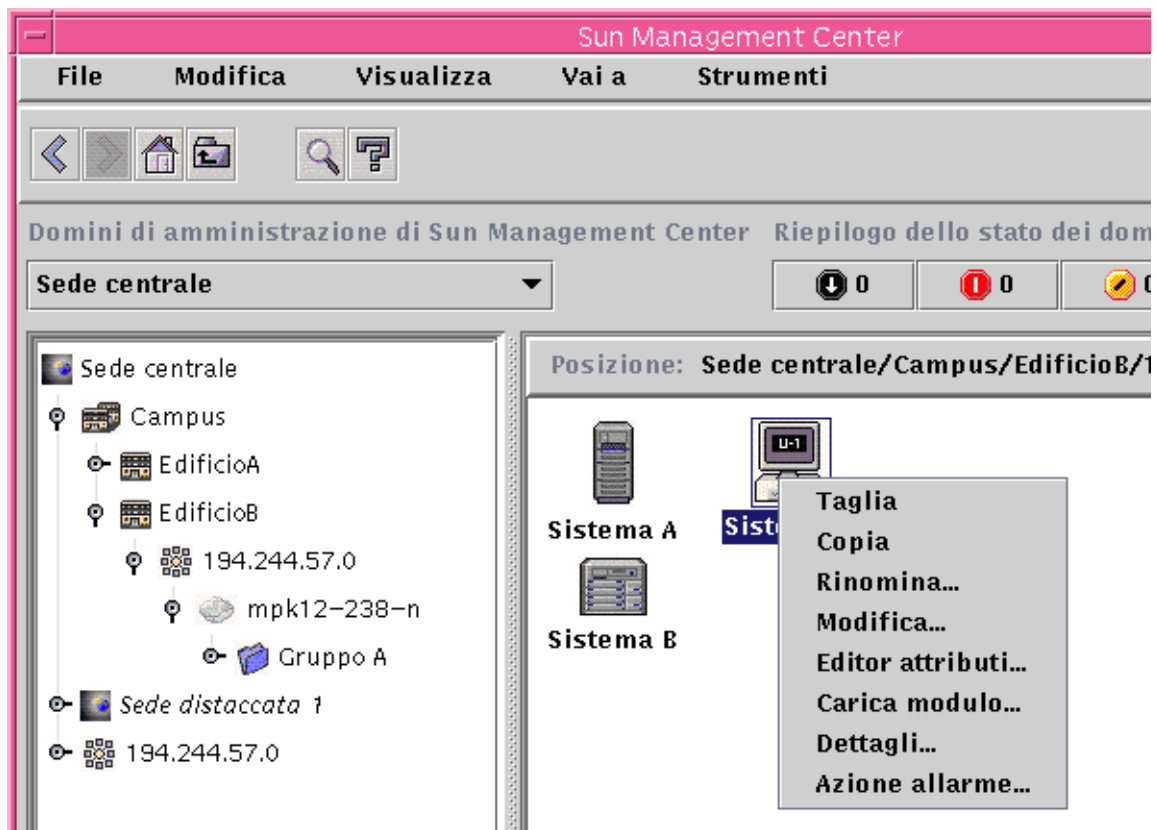 Sun Management Center
File Modifica Visualizza Vai a Strumenti
Domini di amministrazione di Sun Management Center Riepilogo dello stato dei
Sede centrale 0 0
Sede centrale
Campus
EdificioA
EdificioB
194.244.57.0
mpk12-238-n
Gruppo A
Sede distaccata 1
194.244.57.0
Posizione: Sede centrale/Campus/EdificioB/1
U-1
Sistema A
Sistema B
Taglia
Copia
Rinomina...
Modifica...
Editor attributi...
Carica modulo...
Dettagli...
Azione allarme...